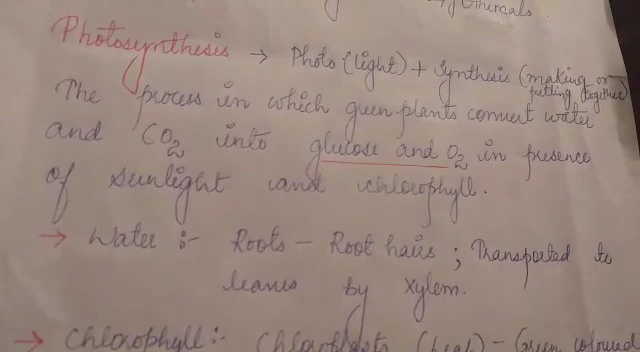 Animals
Photosynthesis → Photo (light) + Synthesis (making or putting together)
The process in which green plants convert water
and CO2 into glucose and O2 in presence
of sunlight and chlorophyll.
→ Water :- Roots - Root hairs ; Transported to
leaves by xylem.
→ Chlorophyll :- Chloroplasts (leaf) - Green coloured